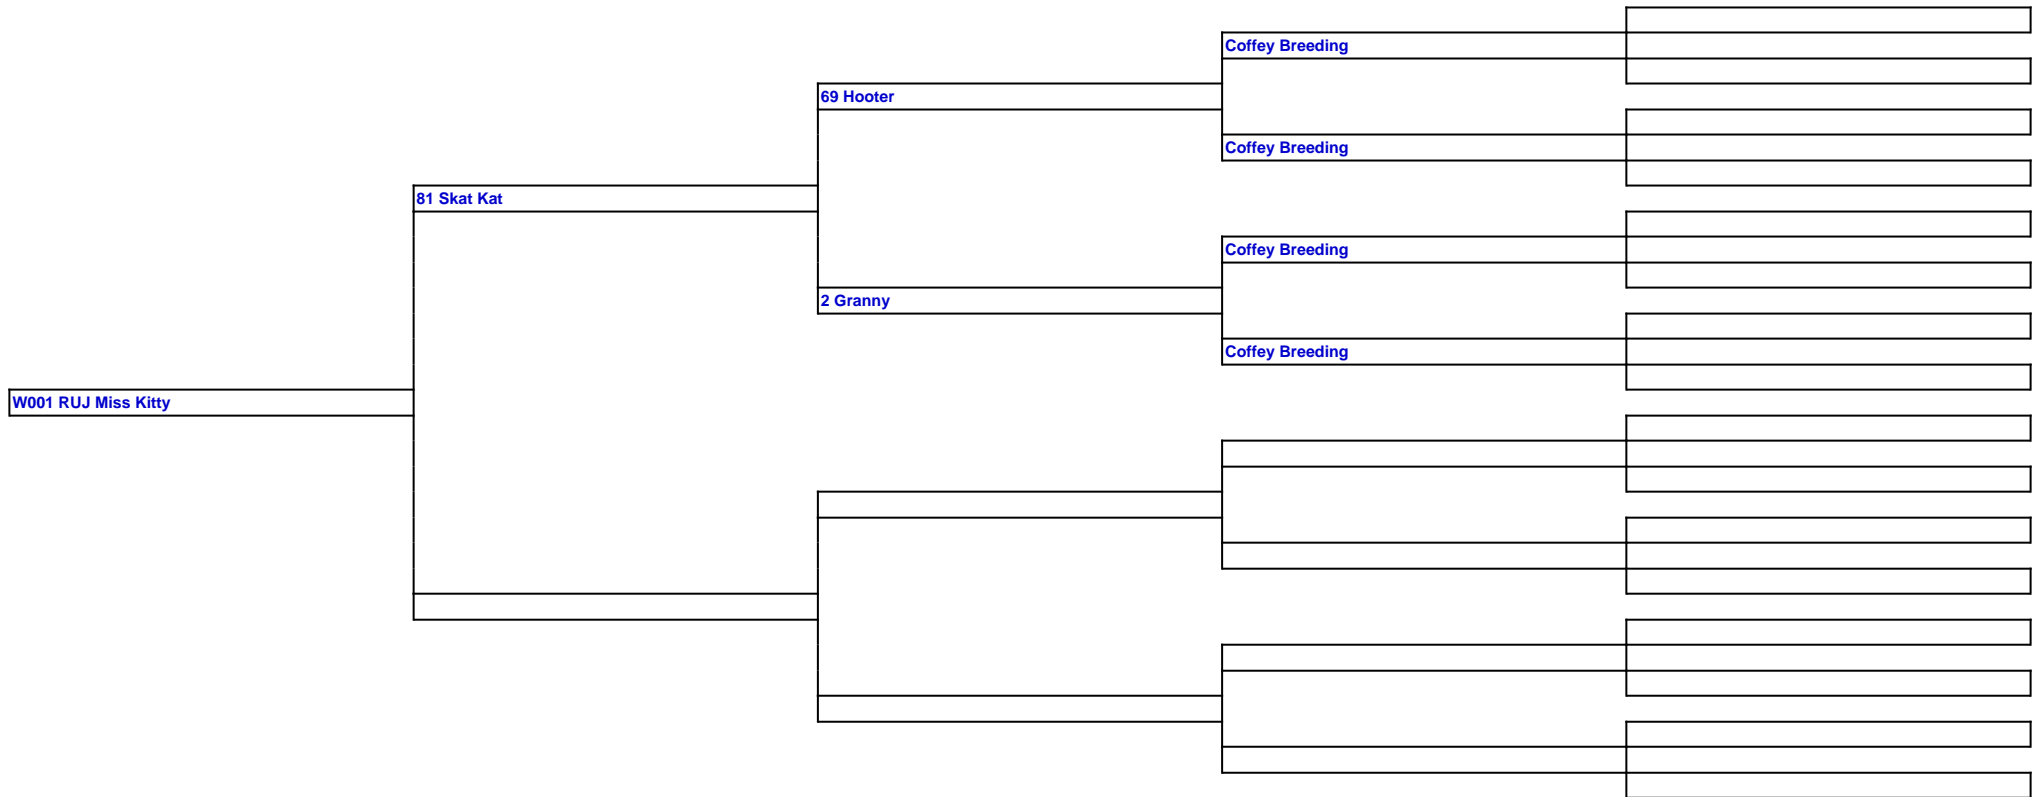 Coffey Breeding
69 Hooter
Coffey Breeding
81 Skat Kat
Coffey Breeding
2 Granny
Coffey Breeding
W001 RUJ Miss Kitty